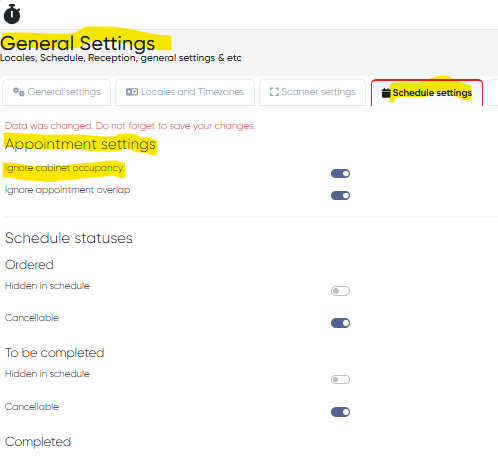 General Settings
Locales, Schedule, Reception, general settings & etc
General settings
Locales and Timezones
Scanner settings
Schedule settings
Data was changed. Do not forget to save your changes.
Appointment settings
Ignore cabinet occupancy
Ignore appointment overlap
Schedule statuses
Ordered
Hidden in schedule
Cancellable
To be completed
Hidden in schedule
Cancellable
Completed